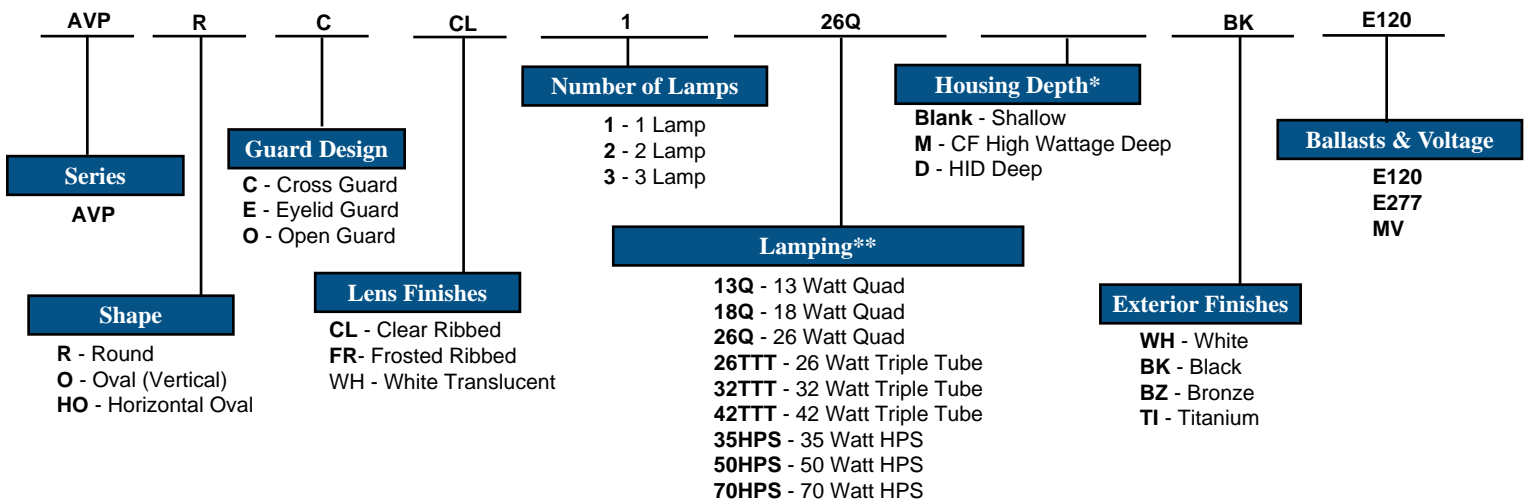 AVP R C CL 1 26Q BK E120
Series
AVP
Shape
R - Round
O - Oval (Vertical)
HO - Horizontal Oval
Guard Design
C - Cross Guard
E - Eyelid Guard
O - Open Guard
Lens Finishes
CL - Clear Ribbed
FR- Frosted Ribbed
WH - White Translucent
Number of Lamps
1 - 1 Lamp
2 - 2 Lamp
3 - 3 Lamp
Lamping**
13Q - 13 Watt Quad
18Q - 18 Watt Quad
26Q - 26 Watt Quad
26TTT - 26 Watt Triple Tube
32TTT - 32 Watt Triple Tube
42TTT - 42 Watt Triple Tube
35HPS - 35 Watt HPS
50HPS - 50 Watt HPS
70HPS - 70 Watt HPS
Housing Depth*
Blank - Shallow
M - CF High Wattage Deep
D - HID Deep
Exterior Finishes
WH - White
BK - Black
BZ - Bronze
TI - Titanium
Ballasts & Voltage
E120
E277
MV